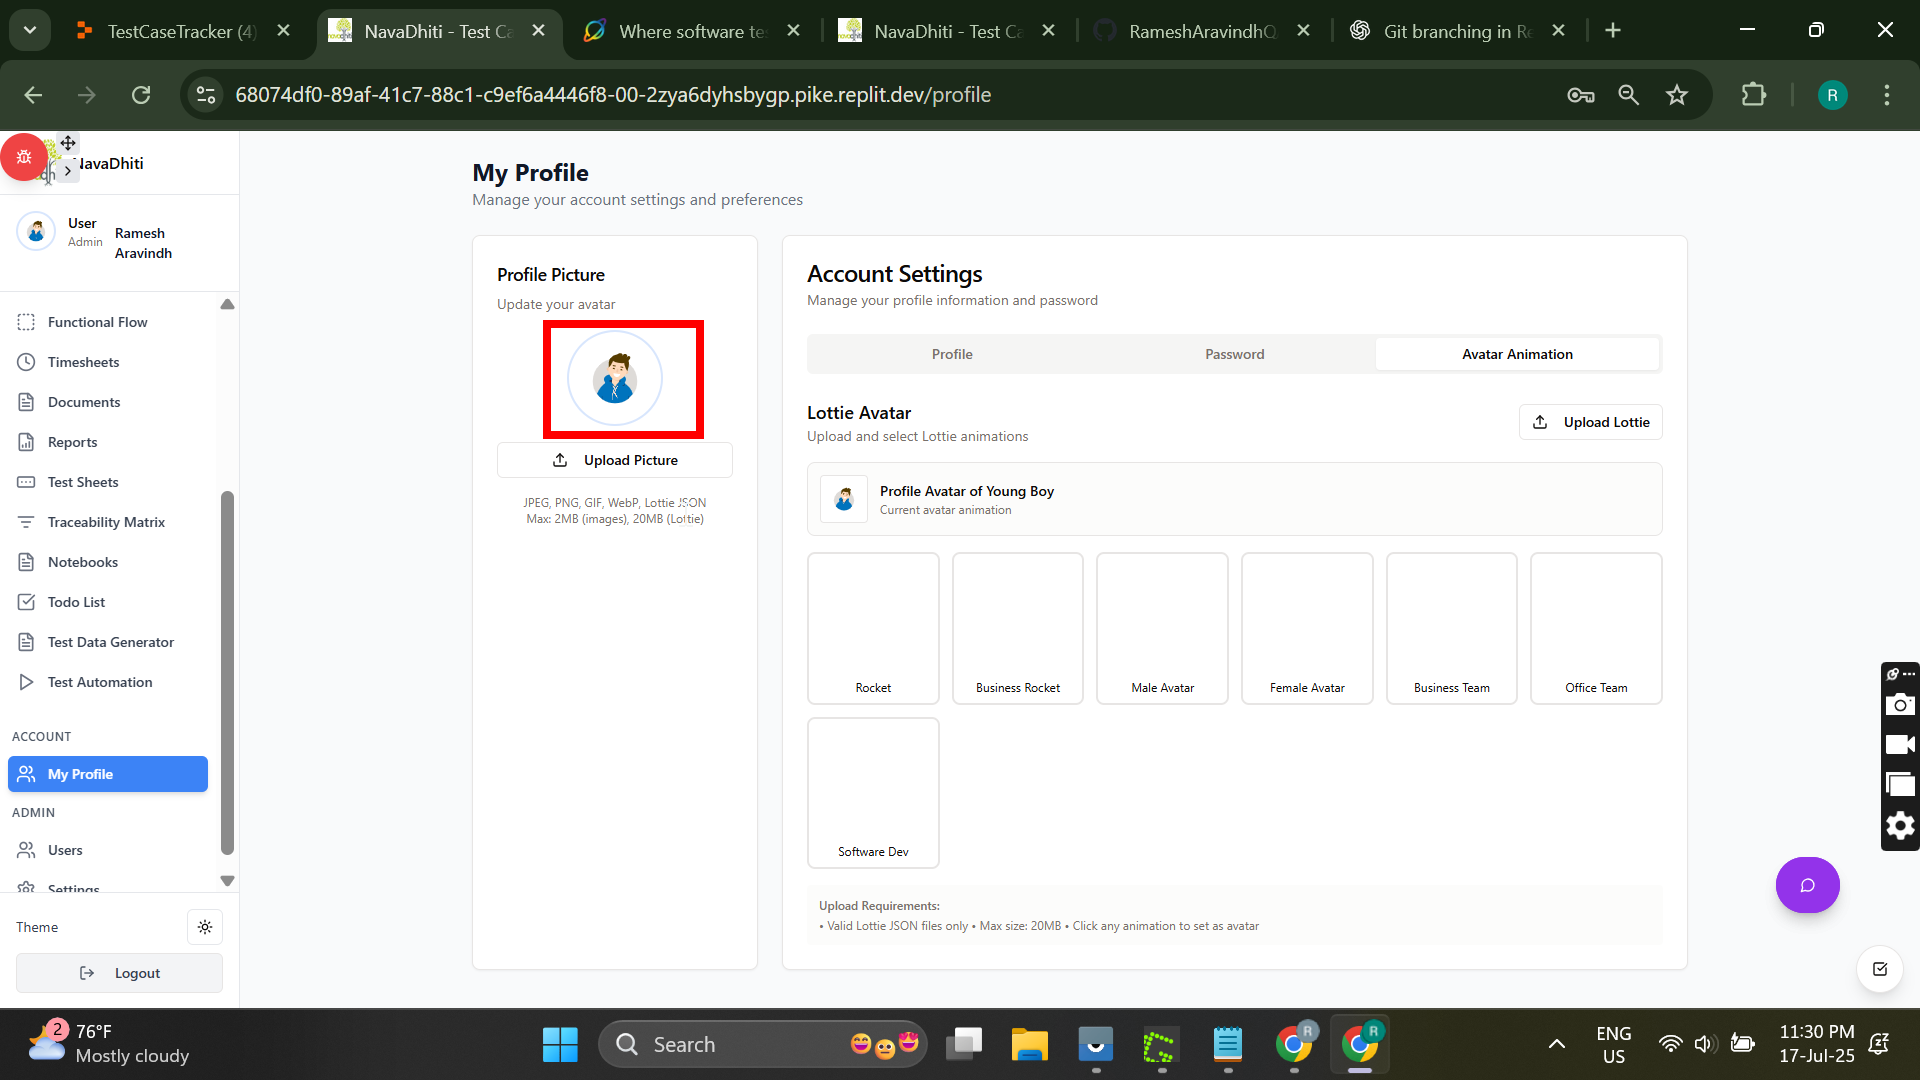 TestCaseTracker (4)
NavaDhiti - Test Ca
Where software te
NavaDhiti - Test Ca
RameshAravindhQ
Git branching in Re
68074df0-89af-41c7-88c1-c9ef6a4446f8-00-2zya6dyhsbygp.pike.replit.dev/profile
R
NavaDhiti
User
Admin
Ramesh
Aravindh
Functional Flow
Timesheets
Documents
Reports
Test Sheets
Traceability Matrix
Notebooks
Todo List
Test Data Generator
Test Automation
ACCOUNT
My Profile
ADMIN
Users
Settings
Theme
Logout
My Profile
Manage your account settings and preferences
Profile Picture
Update your avatar
Upload Picture
JPEG, PNG, GIF, WebP, Lottie JSON
Max: 2MB (images), 20MB (Lottie)
Account Settings
Manage your profile information and password
Profile
Password
Avatar Animation
Lottie Avatar
Upload and select Lottie animations
Upload Lottie
Profile Avatar of Young Boy
Current avatar animation
Rocket
Business Rocket
Male Avatar
Female Avatar
Business Team
Office Team
Software Dev
Upload Requirements:
• Valid Lottie JSON files only • Max size: 20MB • Click any animation to set as avatar
2
76°F
Mostly cloudy
Search
R
R
ENG
US
11:30 PM
17-Jul-25